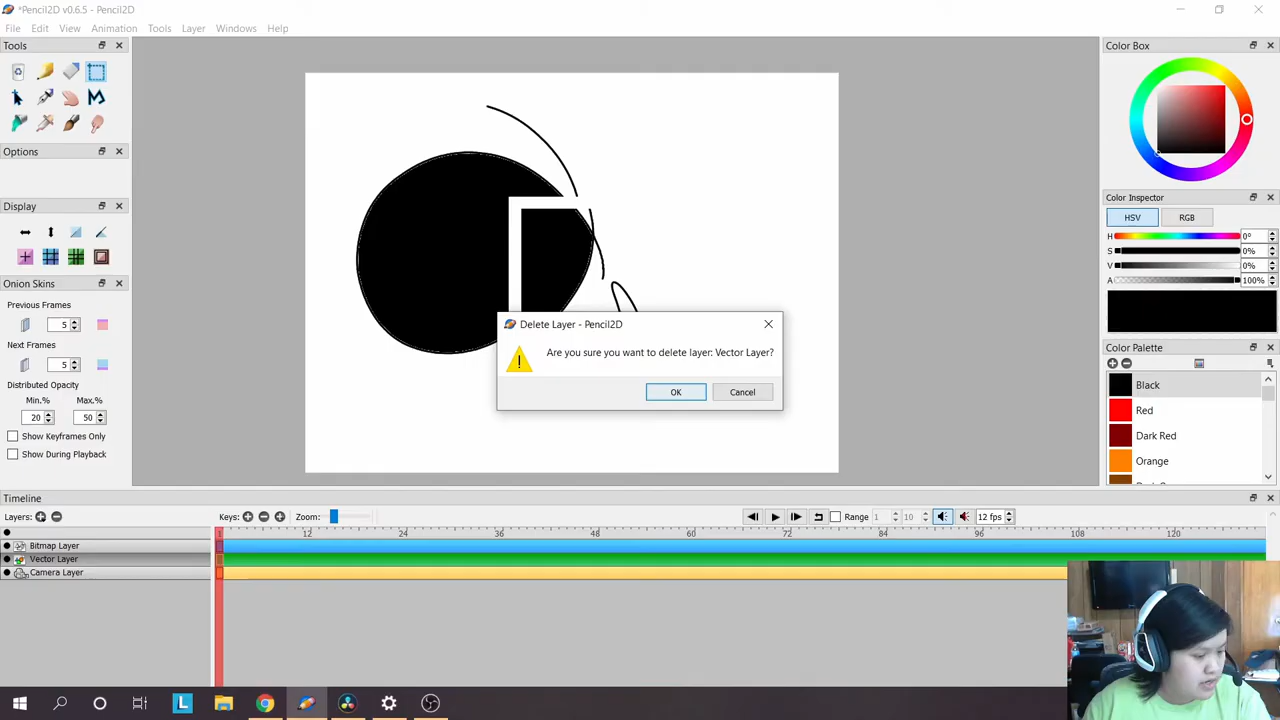 *Pencil2D v0.6.5 - Pencil2D
File Edit View Animation Tools Layer Windows Help
Tools
Color Box
Options
Display
Color Inspector
HSV RGB
H 0°
S 0%
V 0%
A 100%
Onion Skins
Previous Frames
5
Next Frames
5
Distributed Opacity
Min.% Max.%
20 50
Show Keyframes Only
Show During Playback
Delete Layer - Pencil2D
Are you sure you want to delete layer: Vector Layer?
OK Cancel
Color Palette
Black
Red
Dark Red
Orange
Timeline
Layers: Keys: Zoom: Range 1 10 12 fps
1 12 24 36 48 60 72 84 96 108 120
Bitmap Layer
Vector Layer
Camera Layer
L